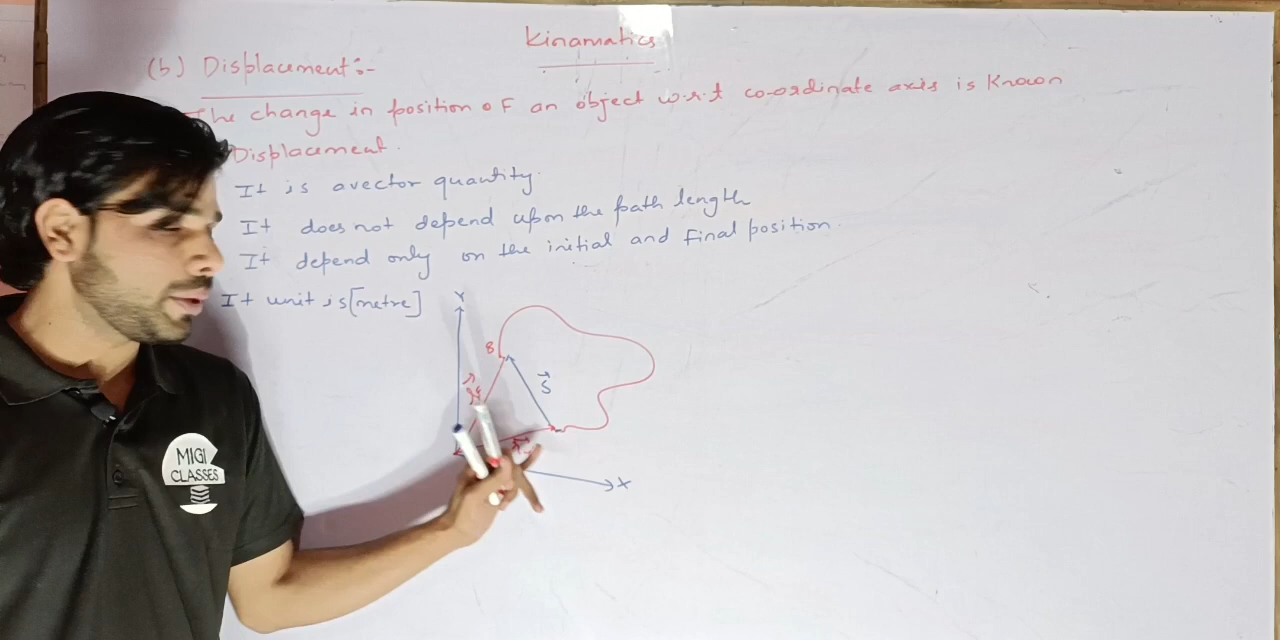 Kinamatics
(b) Displacement:-
The change in position of an object w.r.t co-ordinate axis is Known
Displacement.
It is a vector quantity.
It does not depend upon the path length
It depend only on the initial and final position.
It unit is [metre]
Y
B
S
X
MIGI
CLASSES